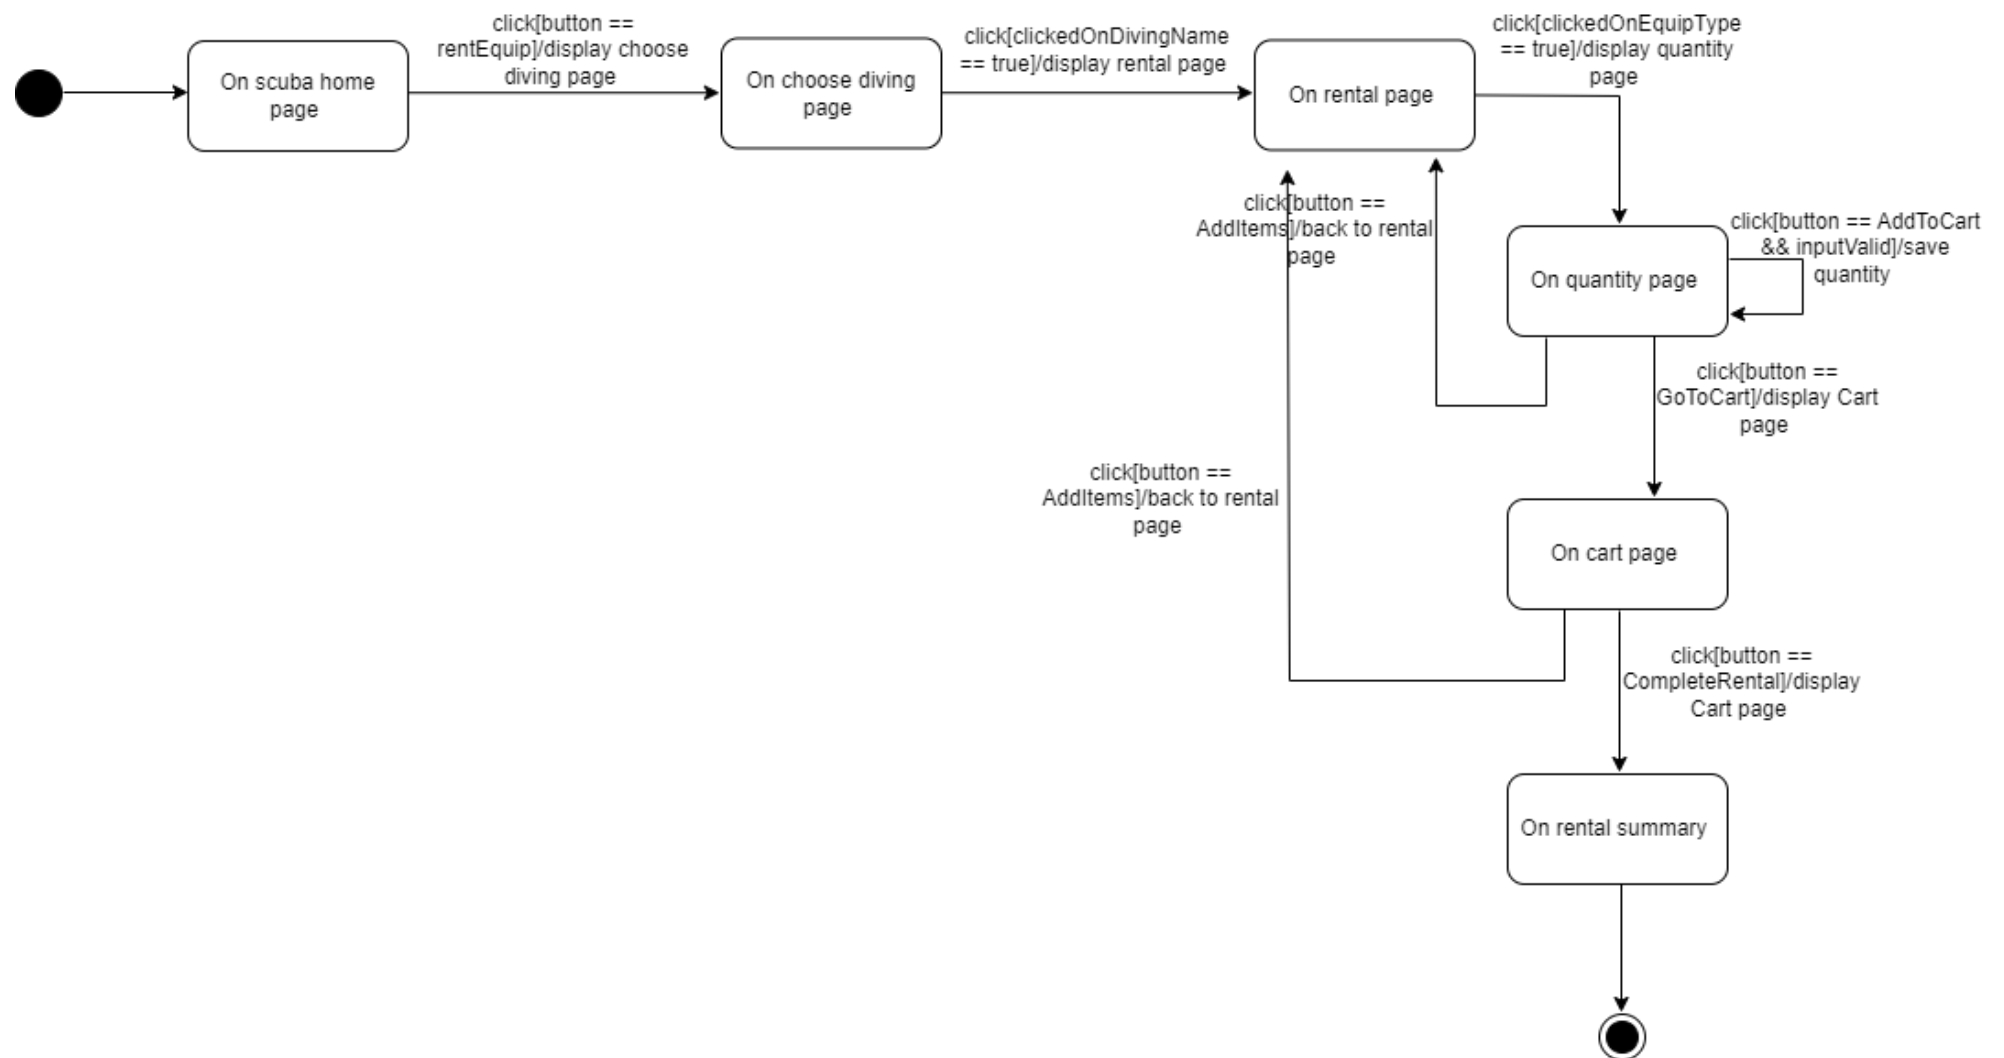 click[button ==
rentEquip]/display choose
diving page
On scuba home
page
On choose diving
page
click[clickedOnDivingName
== true]/display rental page
On rental page
click[clickedOnEquipType
== true]/display quantity
page
click[button ==
AddItems]/back to rental
page
On quantity page
click[button == AddToCart
&& inputValid]/save
quantity
click[button ==
GoToCart]/display Cart
page
click[button ==
AddItems]/back to rental
page
On cart page
click[button ==
CompleteRental]/display
Cart page
On rental summary